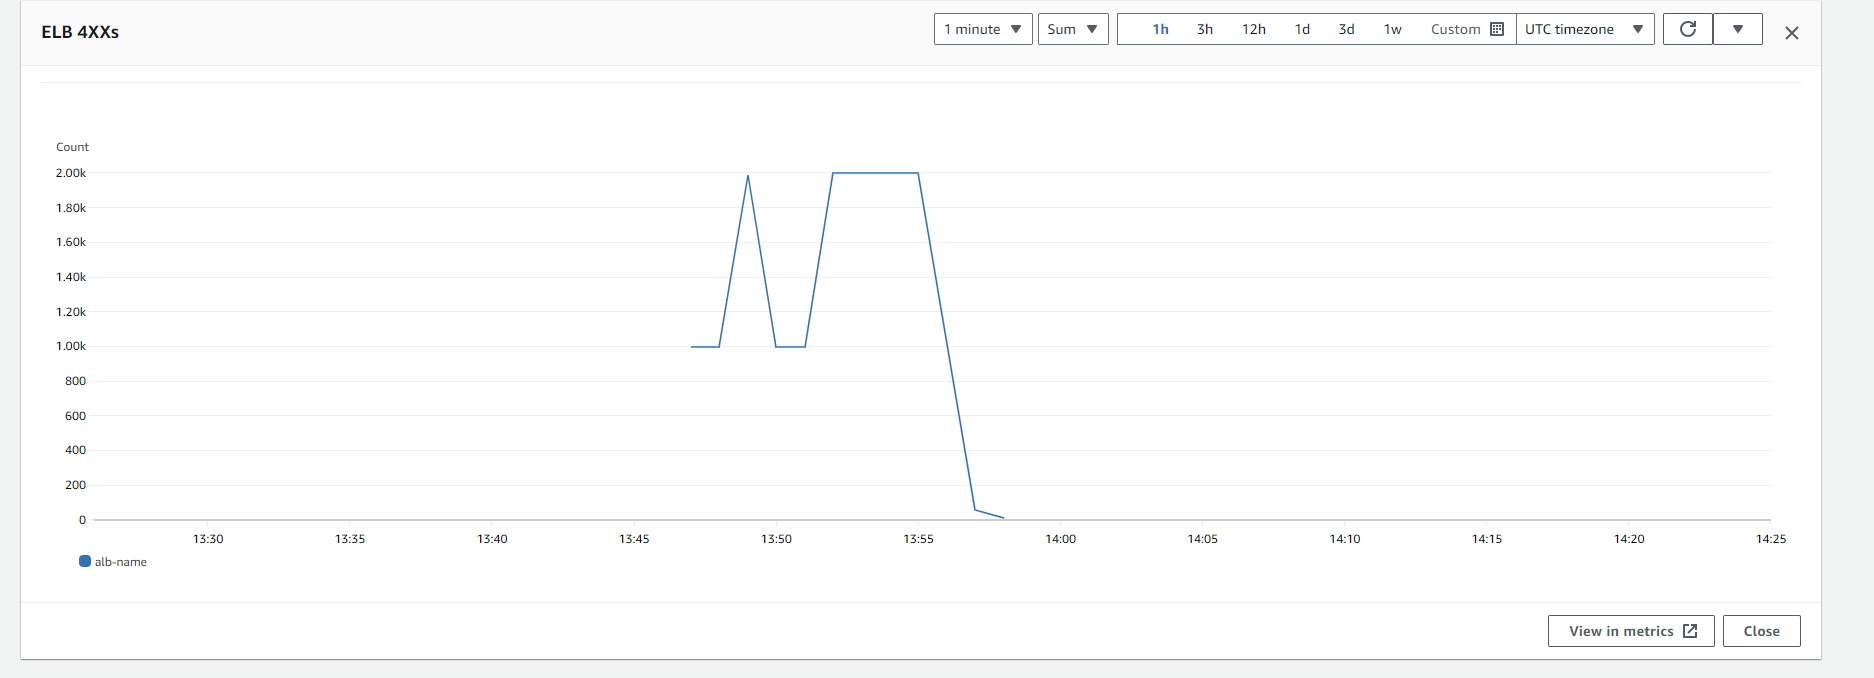 ELB 4XXs
1 minute Sum 1h 3h 12h 1d 3d 1w Custom UTC timezone
Count
2.00k
1.80k
1.60k
1.40k
1.20k
1.00k
800
600
400
200
0
13:30 13:35 13:40 13:45 13:50 13:55 14:00 14:05 14:10 14:15 14:20 14:25
alb-name
View in metrics Close